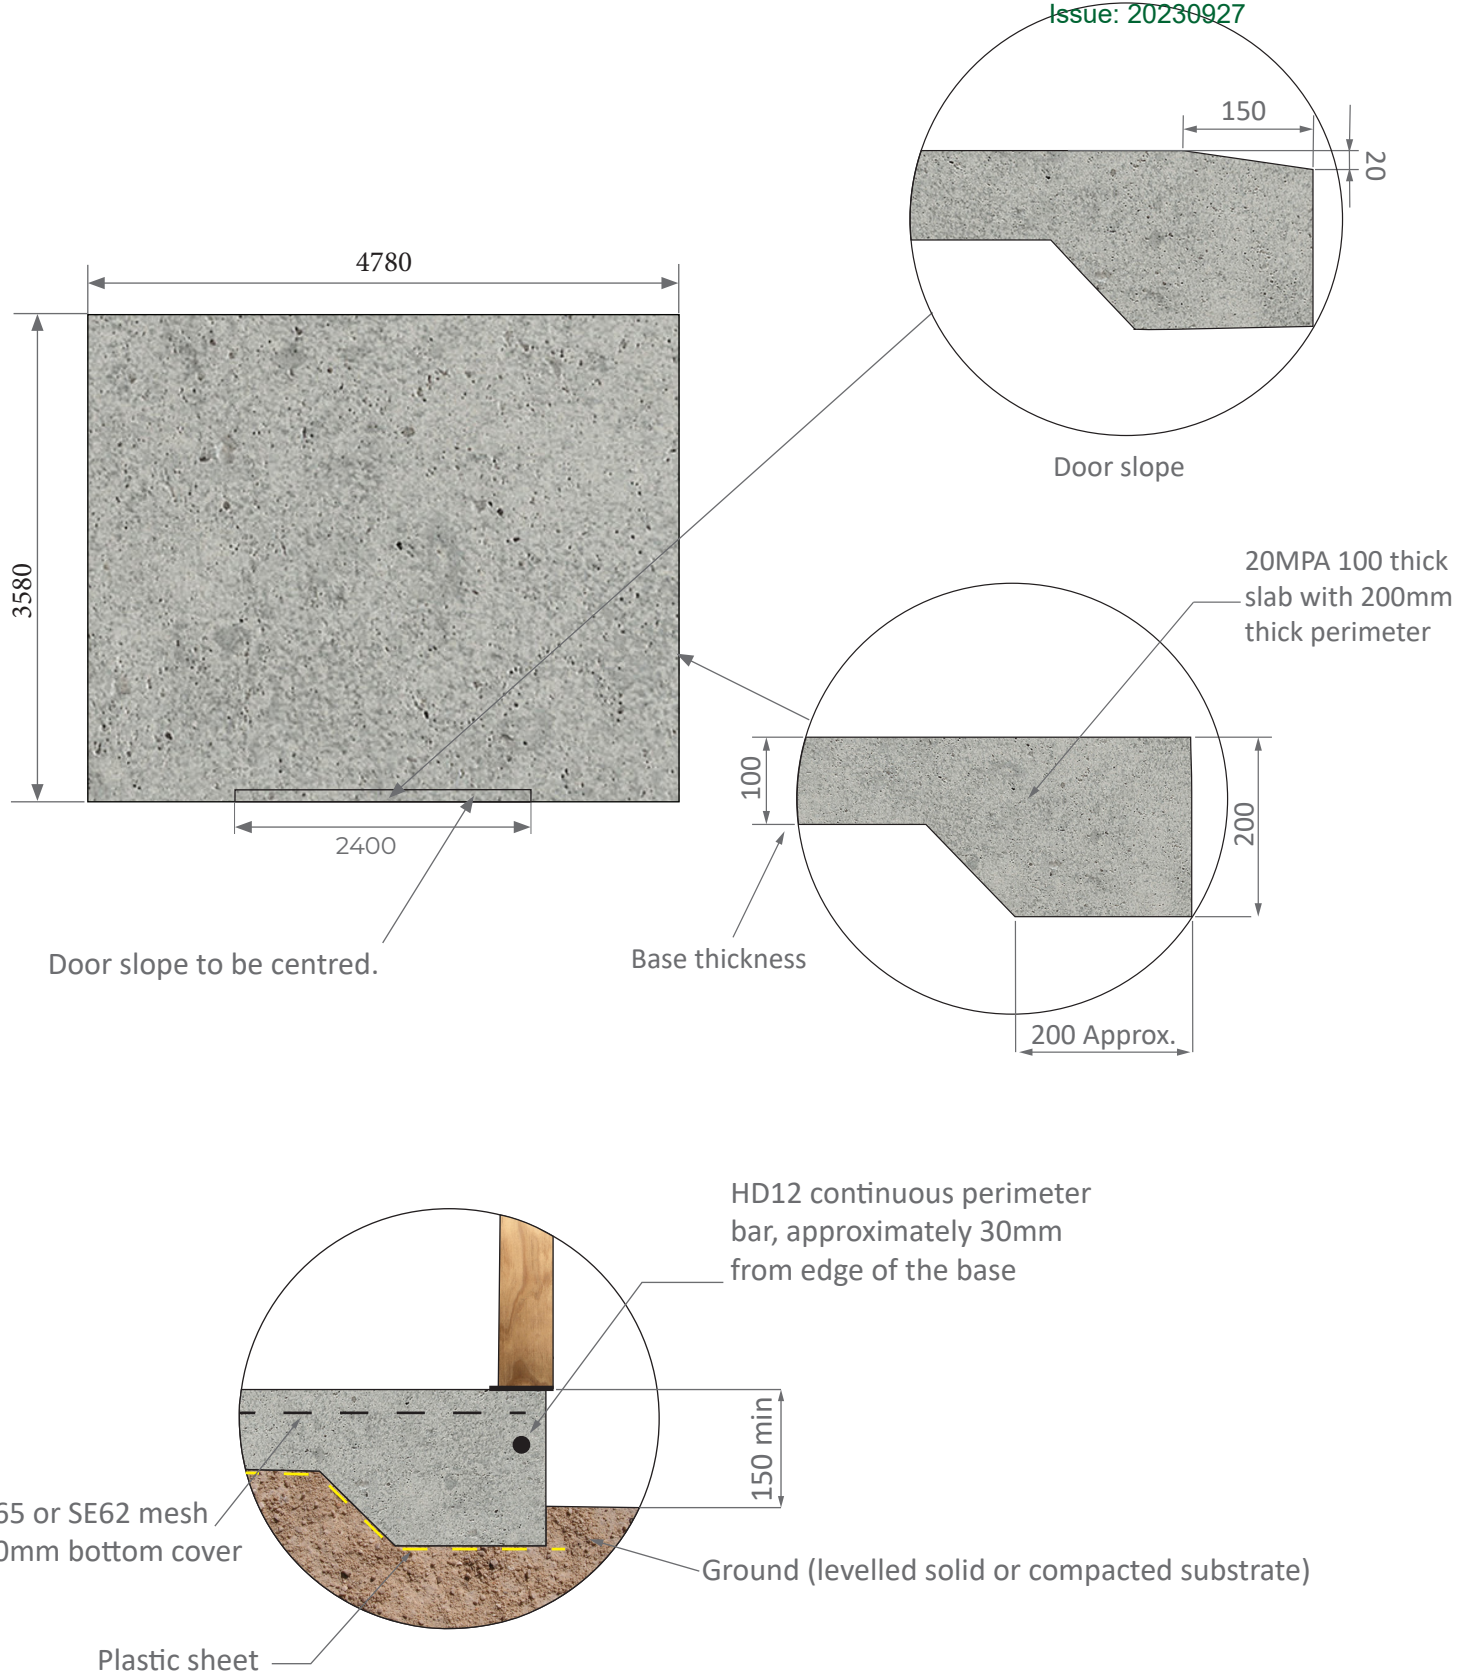 Issue: 20230927
150
20
4780
Door slope
3580
20MPA 100 thick
slab with 200mm
thick perimeter
100
200
2400
Door slope to be centred.
Base thickness
200 Approx.
HD12 continuous perimeter
bar, approximately 30mm
from edge of the base
150 min
65 or SE62 mesh
0mm bottom cover
Ground (levelled solid or compacted substrate)
Plastic sheet